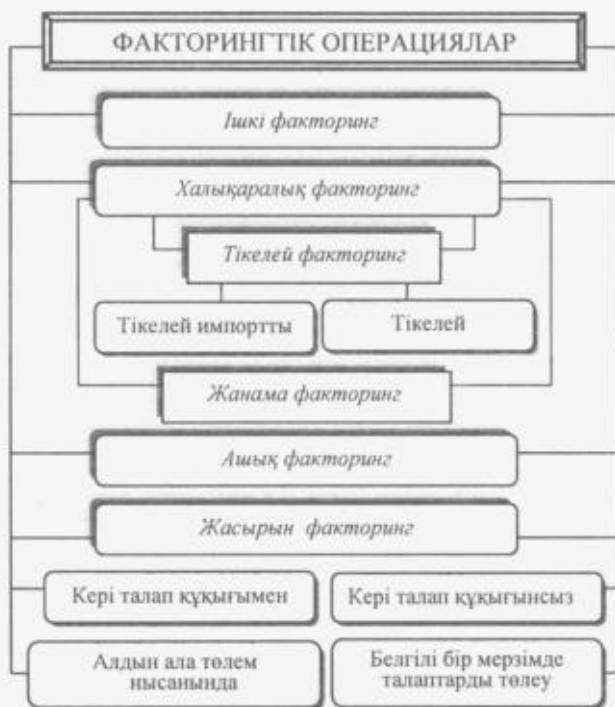 ФАКТОРИНГТІК ОПЕРАЦИЯЛАР
Ішкі факторинг
Халықаралық факторинг
Тікелей факторинг
Тікелей импортты
Тікелей
Жанама факторинг
Ашық факторинг
Жасырын факторинг
Кері талап құқығымен
Кері талап құқығынсыз
Алдын ала төлем
нысанында
Белгілі бір мерзімде
талаптарды төлеу